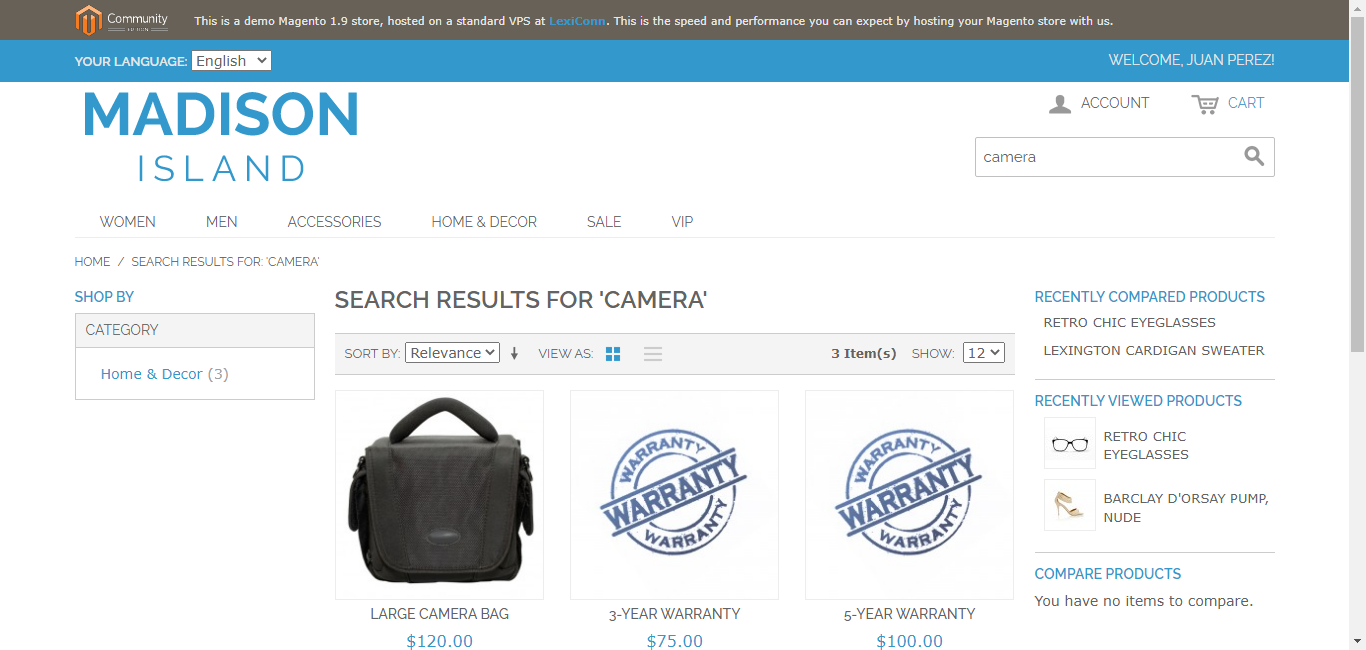 Community
This is a demo Magento 1.9 store, hosted on a standard VPS at LexiConn. This is the speed and performance you can expect by hosting your Magento store with us.
YOUR LANGUAGE: English
WELCOME, JUAN PEREZ!
MADISON
ISLAND
ACCOUNT
CART
camera
WOMEN MEN ACCESSORIES HOME & DECOR SALE VIP
HOME / SEARCH RESULTS FOR: 'CAMERA'
SHOP BY
CATEGORY
Home & Decor (3)
SEARCH RESULTS FOR 'CAMERA'
SORT BY: Relevance VIEW AS: 3 Item(s) SHOW: 12
WARRANTY
WARRANTY
WARRANTY
WARRANTY
WARRANTY
WARRANTY
LARGE CAMERA BAG
$120.00
3-YEAR WARRANTY
$75.00
5-YEAR WARRANTY
$100.00
RECENTLY COMPARED PRODUCTS
RETRO CHIC EYEGLASSES
LEXINGTON CARDIGAN SWEATER
RECENTLY VIEWED PRODUCTS
RETRO CHIC
EYEGLASSES
BARCLAY D'ORSAY PUMP,
NUDE
COMPARE PRODUCTS
You have no items to compare.